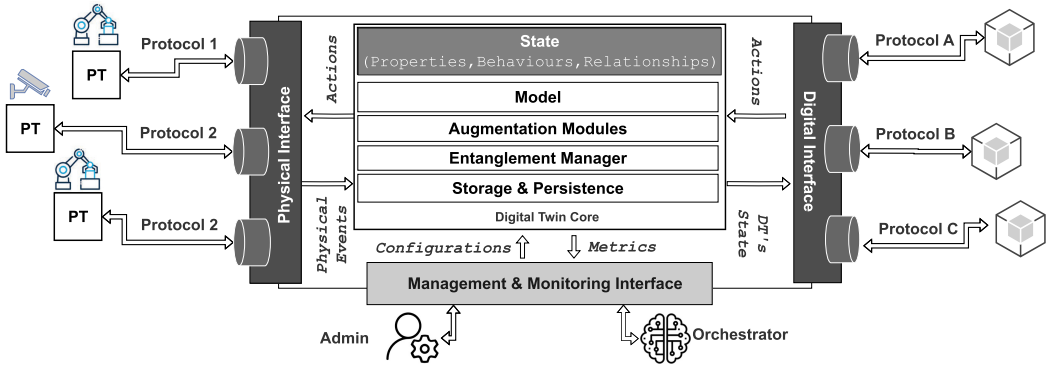 Protocol 1
PT
Protocol 2
PT
Protocol 2
PT
Physical Interface
Actions
Physical
Events
State
(Properties,Behaviours,Relationships)
Model
Augmentation Modules
Entanglement Manager
Storage & Persistence
Digital Twin Core
Configurations
Metrics
Actions
DT's
State
Digital Interface
Protocol A
Protocol B
Protocol C
Management & Monitoring Interface
Admin
Orchestrator